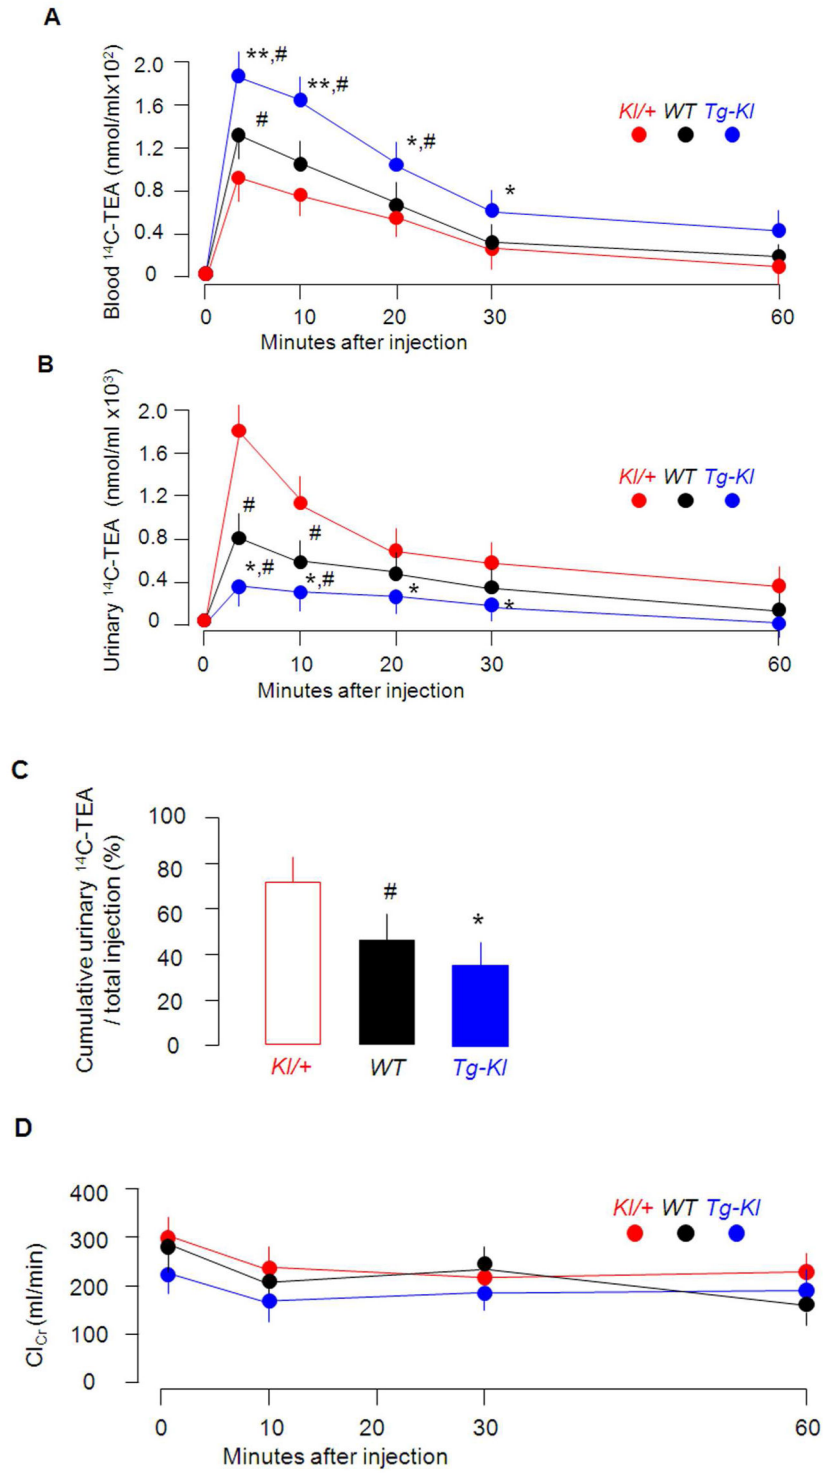 A
Blood ¹⁴C-TEA (nmol/mlx10²)
2.0
1.6
1.2
0.8
0.4
0
**,#
**,#
#
*,#
*
Kl/+ WT Tg-Kl
0 10 20 30 60
Minutes after injection
B
Urinary ¹⁴C-TEA (nmol/ml x10³)
2.0
1.6
1.2
0.8
0.4
0
Kl/+ WT Tg-Kl
#
#
*,#
*,#
*
*
0 10 20 30 60
Minutes after injection
C
Cumulative urinary ¹⁴C-TEA
/ total injection (%)
100
80
60
40
20
0
#
*
Kl/+ WT Tg-Kl
D
Cl_Cr (ml/min)
400
300
200
100
0
Kl/+ WT Tg-Kl
0 10 20 30 60
Minutes after injection